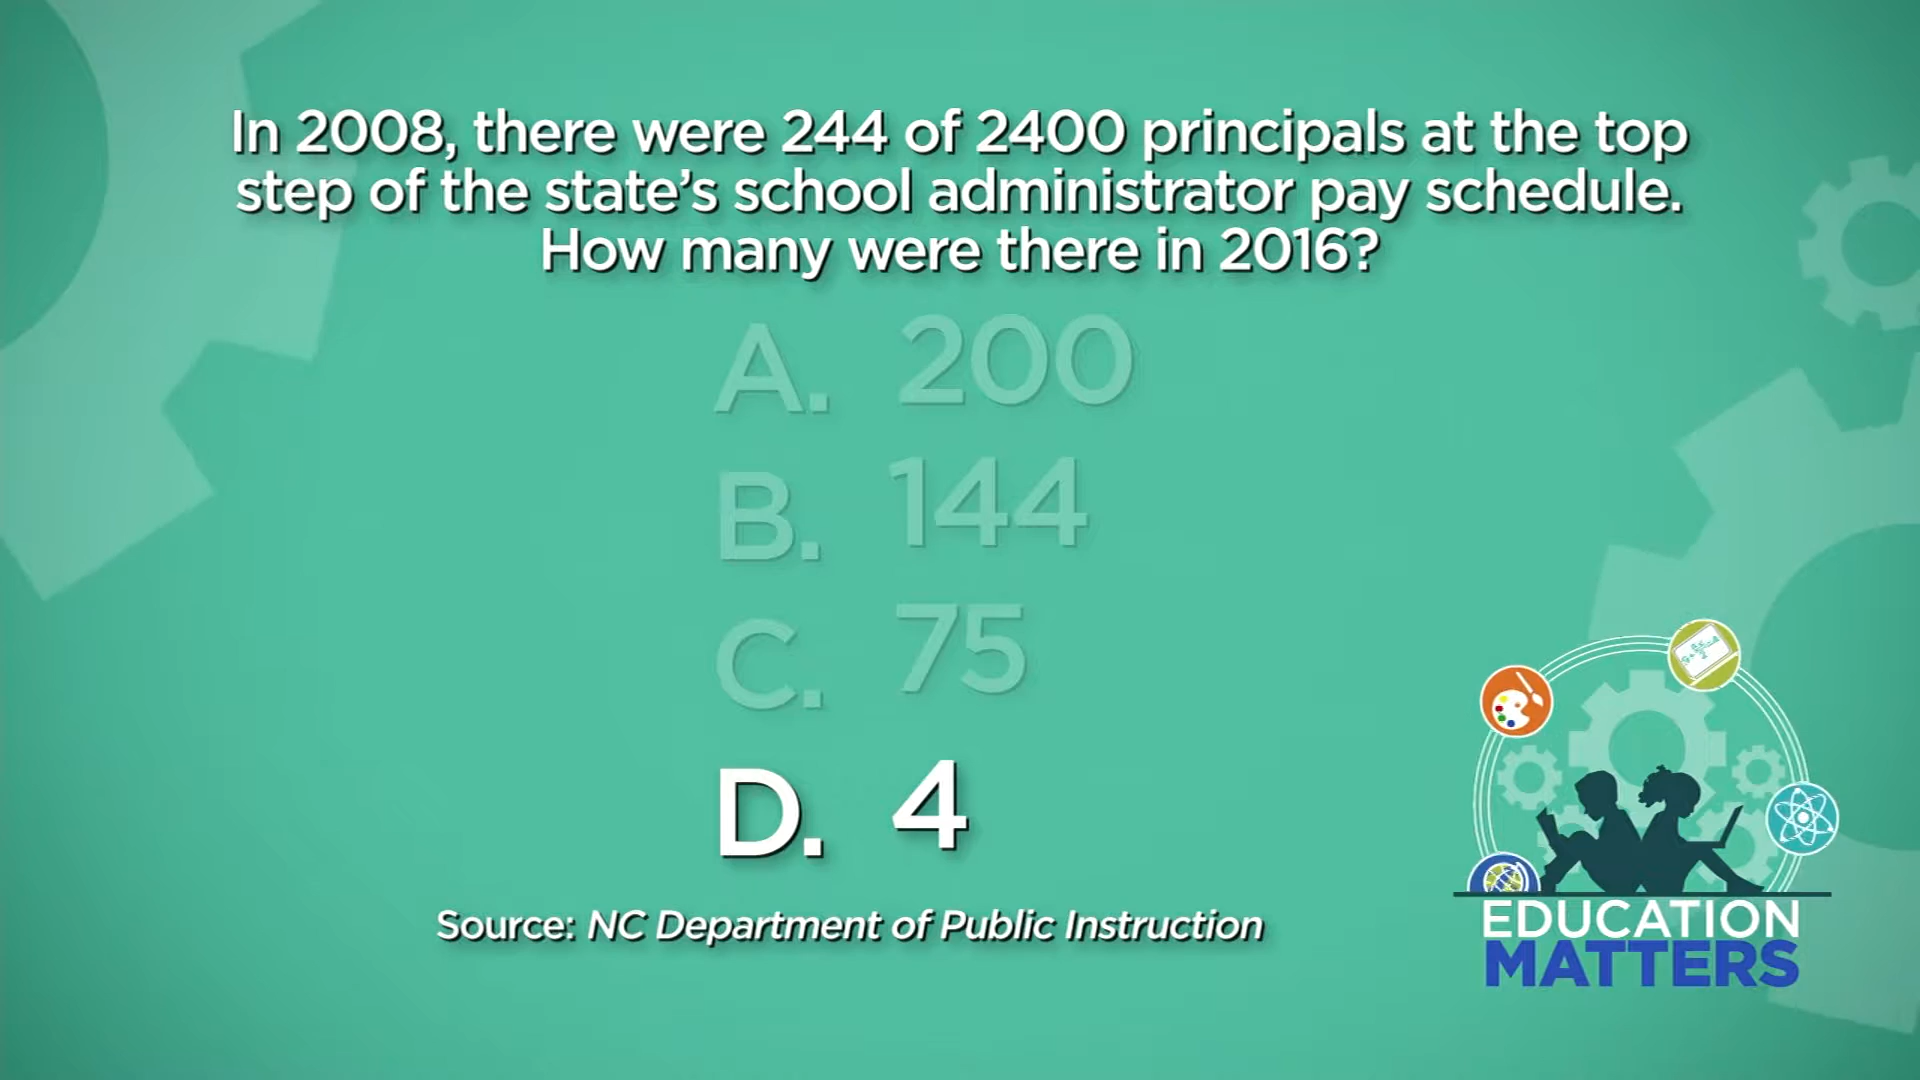 In 2008, there were 244 of 2400 principals at the top
step of the state's school administrator pay schedule.
How many were there in 2016?
A. 200
B. 144
C. 75
D. 4
Source: NC Department of Public Instruction
EDUCATION
MATTERS